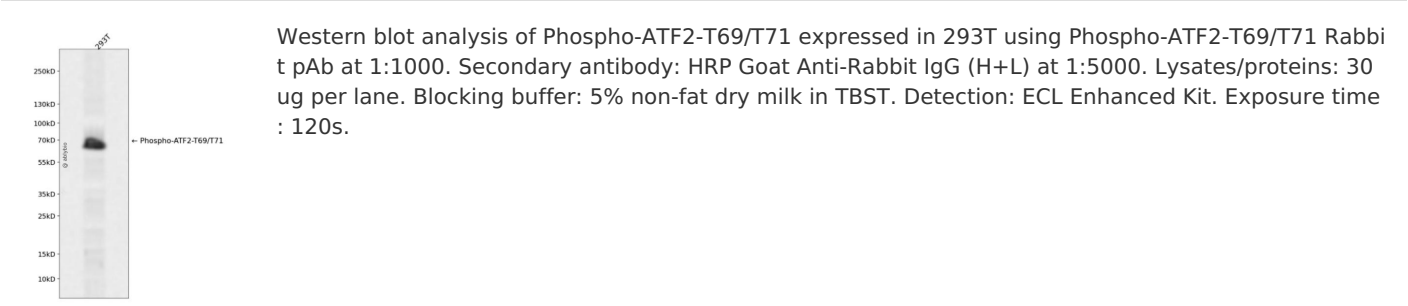 Western blot analysis of Phospho-ATF2-T69/T71 expressed in 293T using Phospho-ATF2-T69/T71 Rabbi
t pAb at 1:1000. Secondary antibody: HRP Goat Anti-Rabbit IgG (H+L) at 1:5000. Lysates/proteins: 30
ug per lane. Blocking buffer: 5% non-fat dry milk in TBST. Detection: ECL Enhanced Kit. Exposure time
: 120s.
293T
250kD
130kD
100kD
70kD
← Phospho-ATF2-T69/T71
55kD
35kD
25kD
15kD
10kD